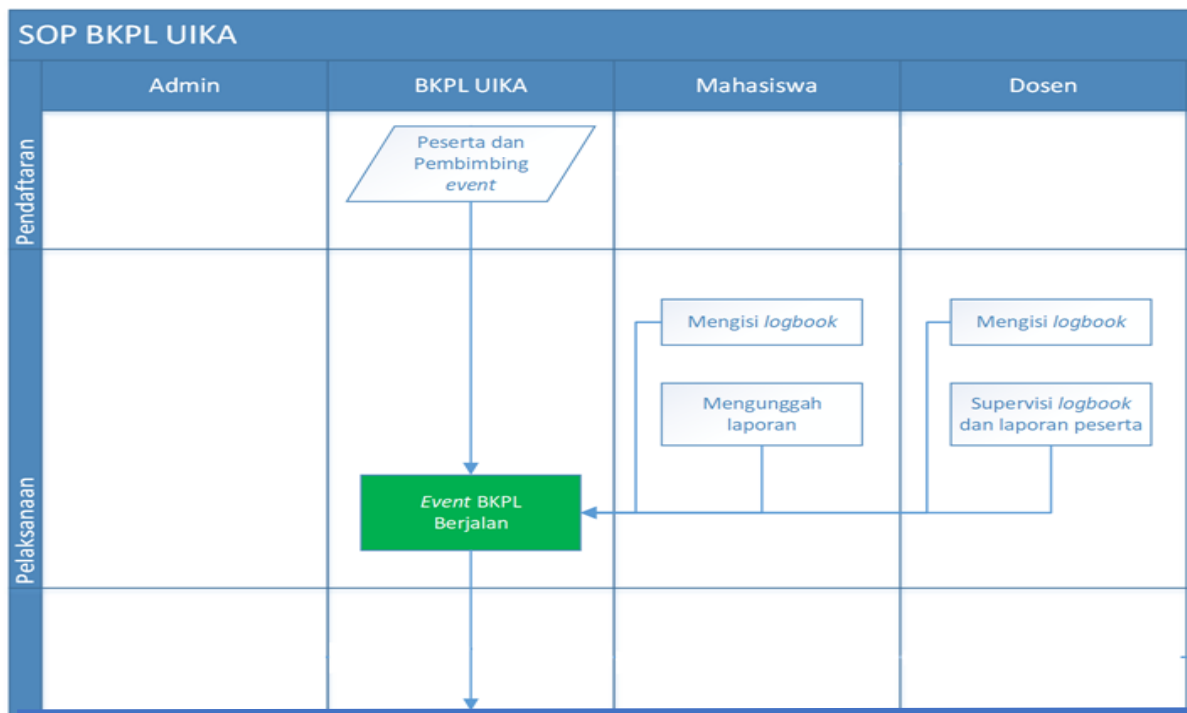 SOP BKPL UIKA
Admin
BKPL UIKA
Mahasiswa
Dosen
Pendaftaran
Peserta dan
Pembimbing
event
Pelaksanaan
Mengisi logbook
Mengisi logbook
Mengunggah
laporan
Supervisi logbook
dan laporan peserta
Event BKPL
Berjalan